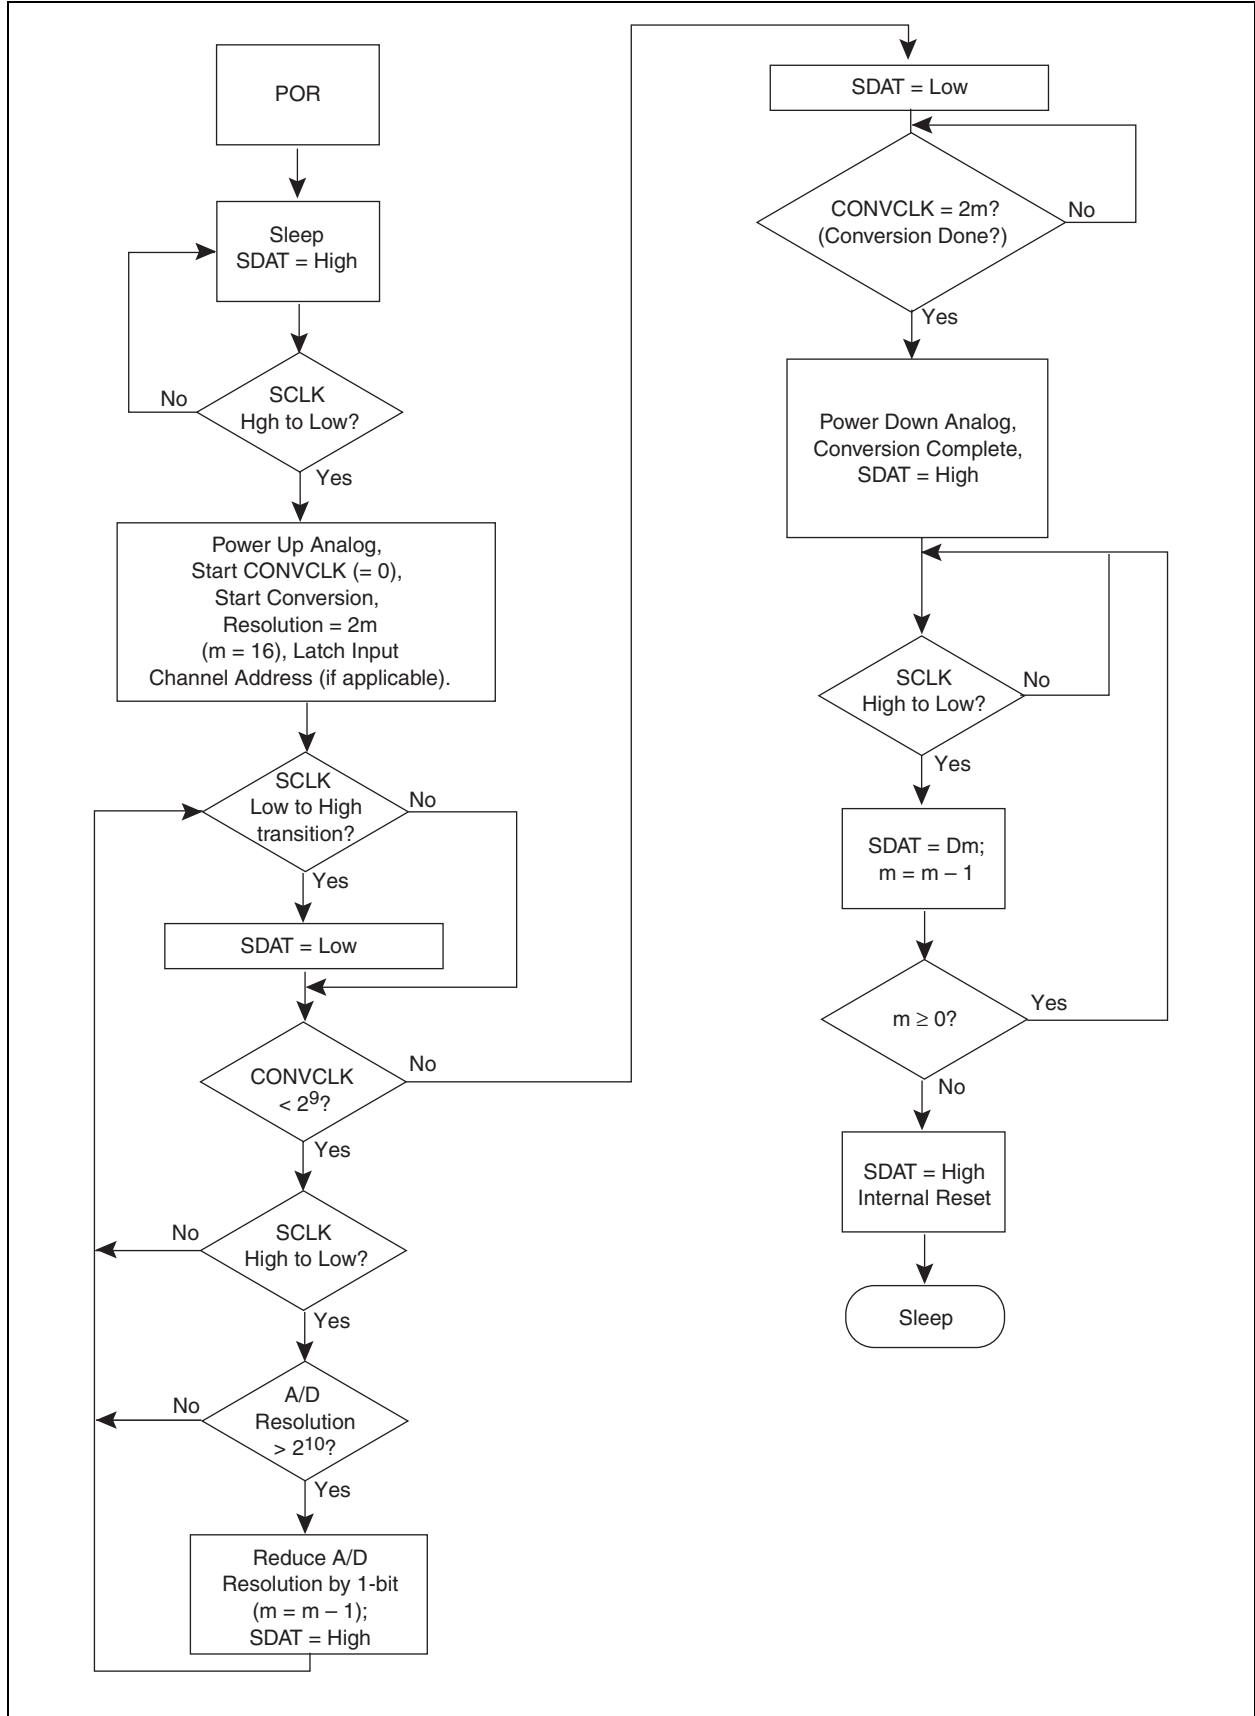 POR
Sleep
SDAT = High
SCLK
Hgh to Low?
No
Yes
Power Up Analog,
Start CONVCLK (= 0),
Start Conversion,
Resolution = 2m
(m = 16), Latch Input
Channel Address (if applicable).
SCLK
Low to High
transition?
No
Yes
SDAT = Low
CONVCLK
< 2⁹?
No
Yes
SCLK
High to Low?
No
Yes
A/D
Resolution
> 2¹⁰?
No
Yes
Reduce A/D
Resolution by 1-bit
(m = m – 1);
SDAT = High
SDAT = Low
CONVCLK = 2m?
(Conversion Done?)
No
Yes
Power Down Analog,
Conversion Complete,
SDAT = High
SCLK
High to Low?
No
Yes
SDAT = Dm;
m = m – 1
m ≥ 0?
Yes
No
SDAT = High
Internal Reset
Sleep